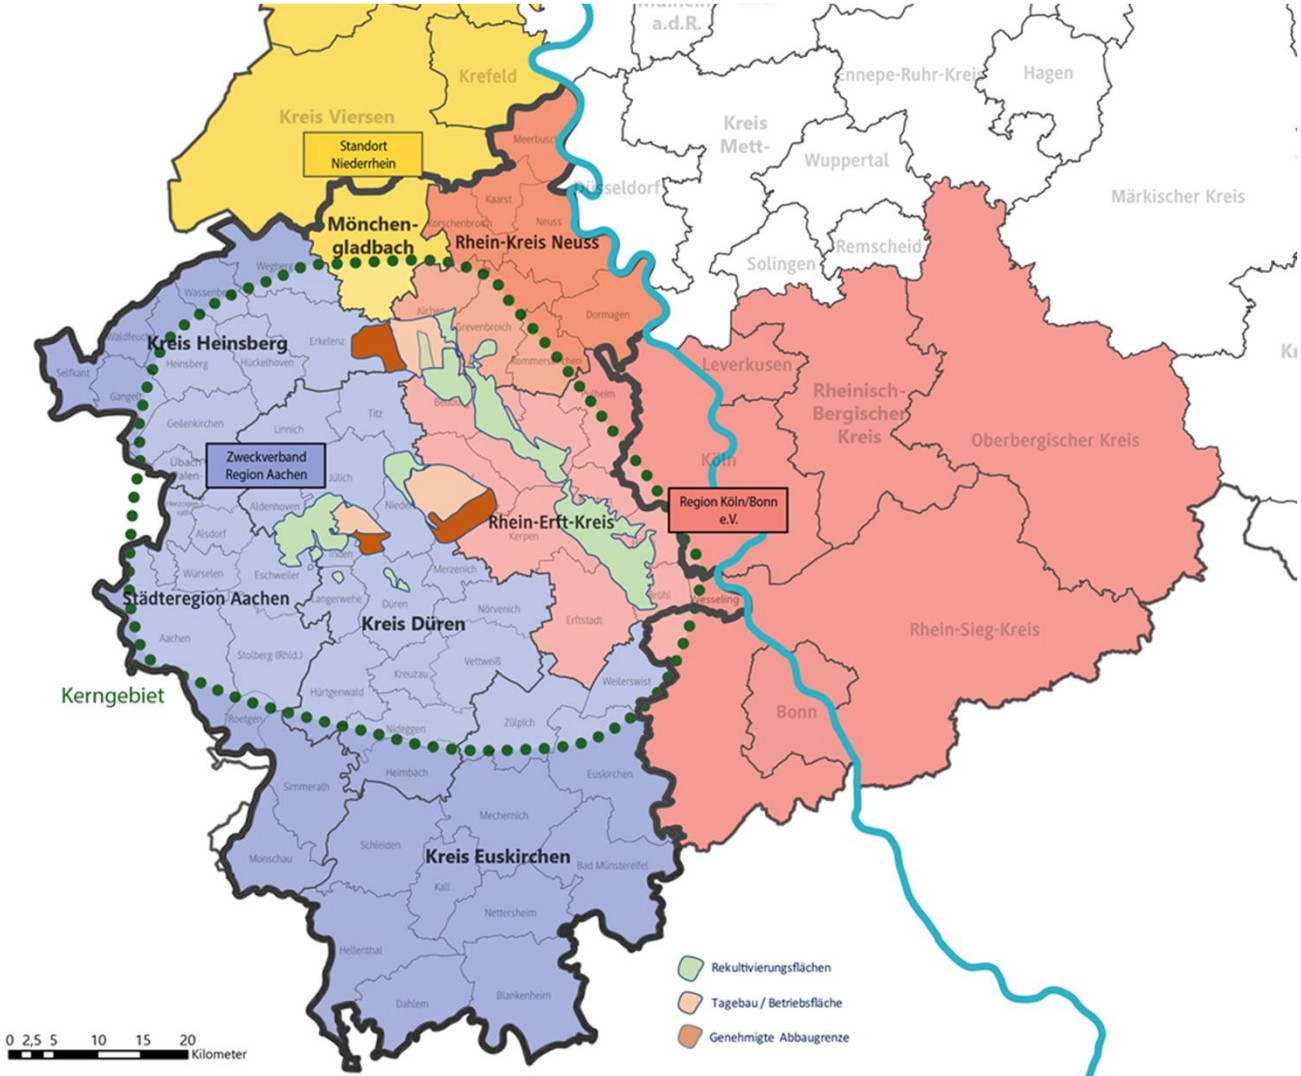 a.d.R.
Krefeld
Ennepe-Ruhr-Kreis
Hagen
Kreis Viersen
Kreis
Mett-
Standort
Niederrhein
Meerbusch
Wuppertal
Düsseldorf
Märkischer Kreis
Kaarst
Mönchen-
gladbach
Korschenbroich
Neuss
Rhein-Kreis Neuss
Remscheid
Solingen
Wegberg
Wassenberg
Jüchen
Dormagen
Grevenbroich
Waldfeucht
Kreis Heinsberg
Erkelenz
Selfkant
Heinsberg
Hückelhoven
Rommerskirchen
Leverkusen
Gangelt
Pulheim
Bedburg
Rheinisch-
Bergischer
Kreis
Titz
Geilenkirchen
Linnich
Oberbergischer Kreis
Köln
Zweckverband
Region Aachen
Übach-
Palen-
Jülich
Aldenhoven
Region Köln/Bonn
e.V.
Rhein-Erft-Kreis
Kerpen
Alsdorf
Inden
Würselen
Eschweiler
Merzenich
Städteregion Aachen
Langerwehe
Düren
Nörvenich
Brühl
Wesseling
Kreis Düren
Erftstadt
Rhein-Sieg-Kreis
Aachen
Stolberg (Rhld.)
Vettweiß
Kreuzau
Weilerswist
Kerngebiet
Hürtgenwald
Bonn
Roetgen
Nideggen
Zülpich
Heimbach
Euskirchen
Simmerath
Mechernich
Schleiden
Monschau
Kreis Euskirchen
Bad Münstereifel
Kall
Nettersheim
Hellenthal
Dahlem
Blankenheim
Rekultivierungsflächen
Tagebau / Betriebsfläche
Genehmigte Abbaugrenze
0 2,5 5 10 15 20
Kilometer